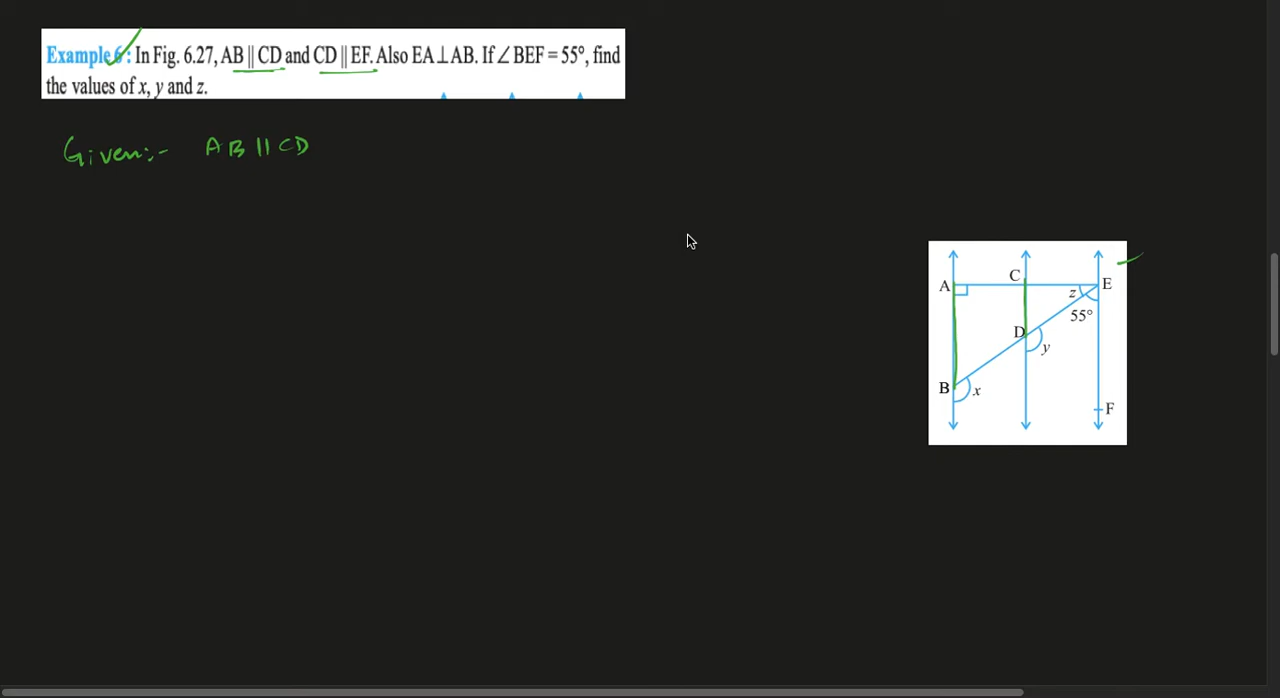 Example 6 : In Fig. 6.27, AB || CD and CD || EF. Also EA ⊥ AB. If ∠ BEF = 55°, find
the values of x, y and z.
Given:- AB || CD
A
C
E
z
55°
D
y
B
x
F